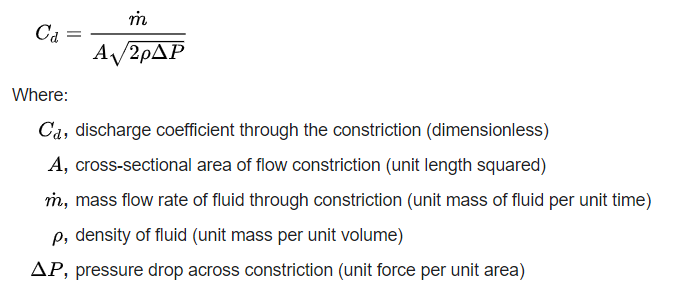 C_d = ṁ / (A√(2ρΔP))
Where:
C_d, discharge coefficient through the constriction (dimensionless)
A, cross-sectional area of flow constriction (unit length squared)
ṁ, mass flow rate of fluid through constriction (unit mass of fluid per unit time)
ρ, density of fluid (unit mass per unit volume)
ΔP, pressure drop across constriction (unit force per unit area)